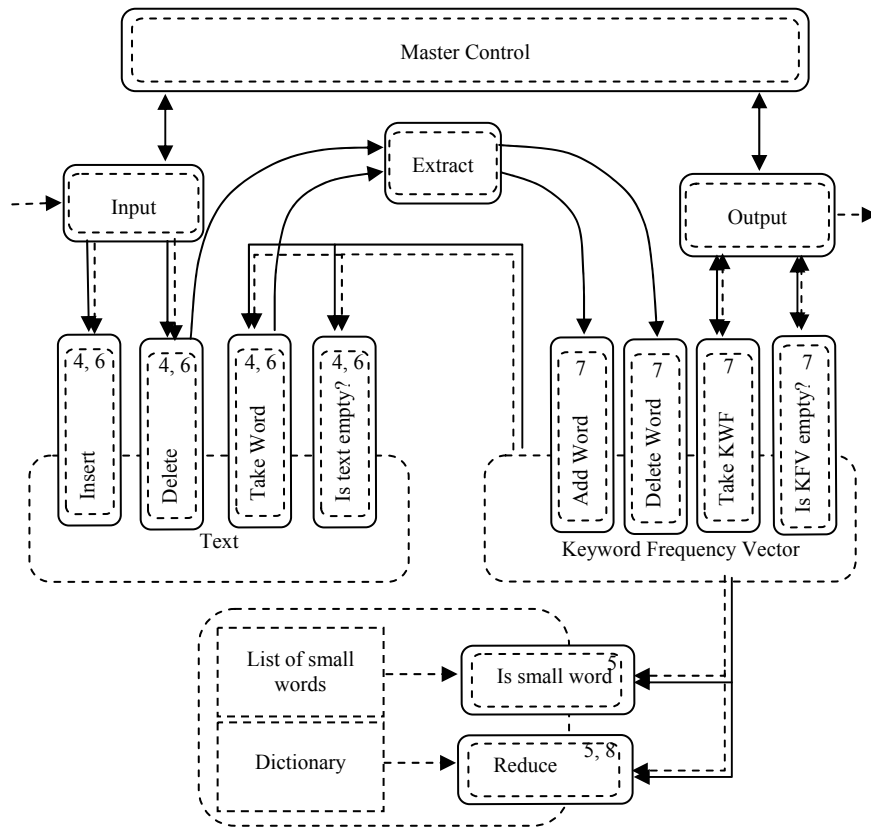 Master Control
Extract
Input
Output
4, 6
4, 6
4, 6
4, 6
7
7
7
7
Insert
Delete
Take Word
Is text empty?
Add Word
Delete Word
Take KWF
Is KFV empty?
Text
Keyword Frequency Vector
List of small
words
Is small word
5
Dictionary
Reduce
5, 8